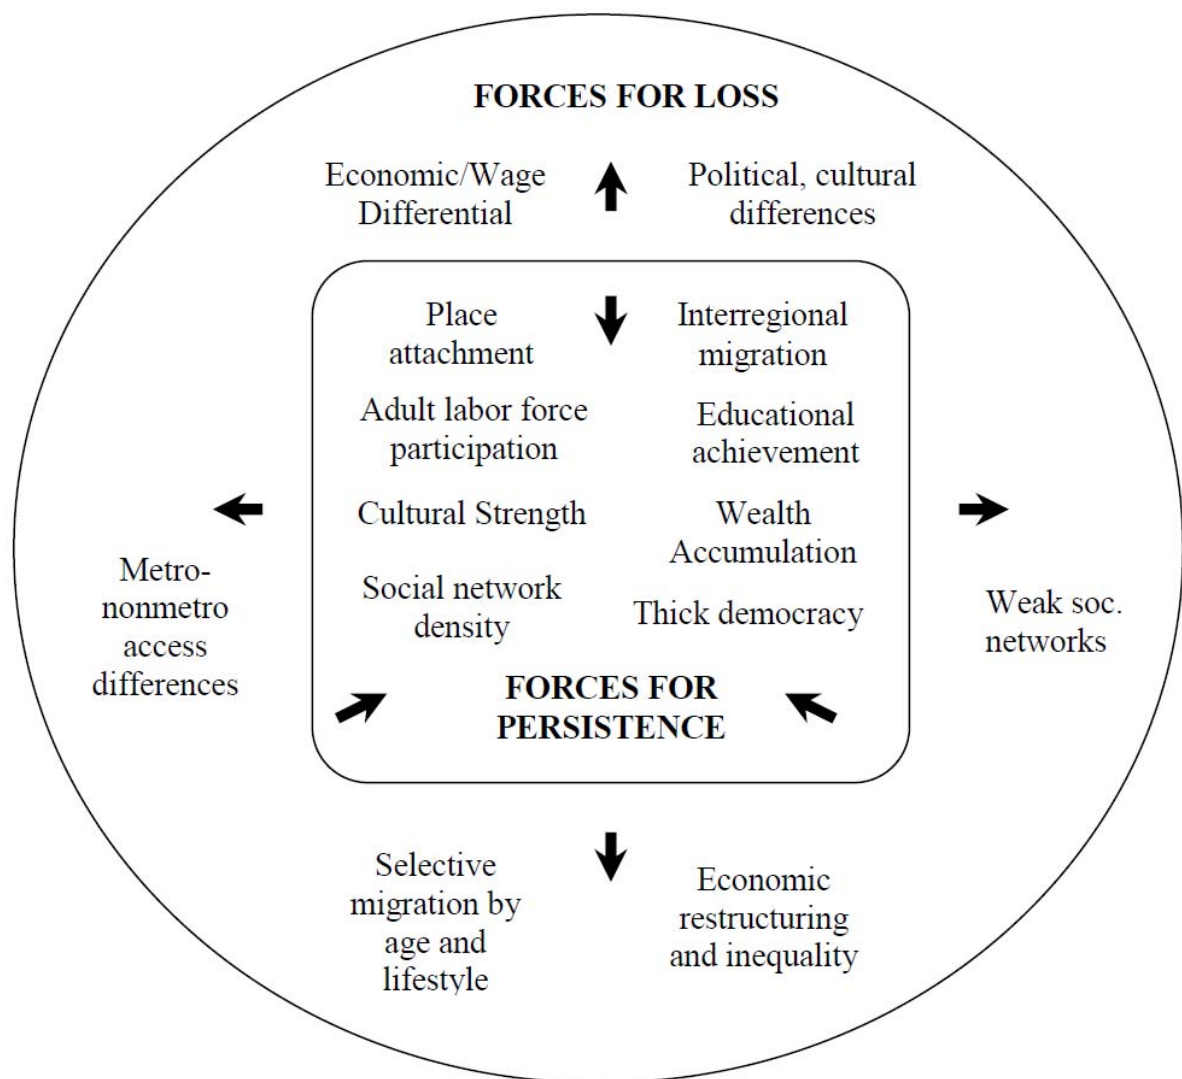 FORCES FOR LOSS
Economic/Wage
Differential
Political, cultural
differences
Place
attachment
Interregional
migration
Adult labor force
participation
Educational
achievement
Cultural Strength
Wealth
Accumulation
Social network
density
Thick democracy
FORCES FOR
PERSISTENCE
Metro-
nonmetro
access
differences
Weak soc.
networks
Selective
migration by
age and
lifestyle
Economic
restructuring
and inequality